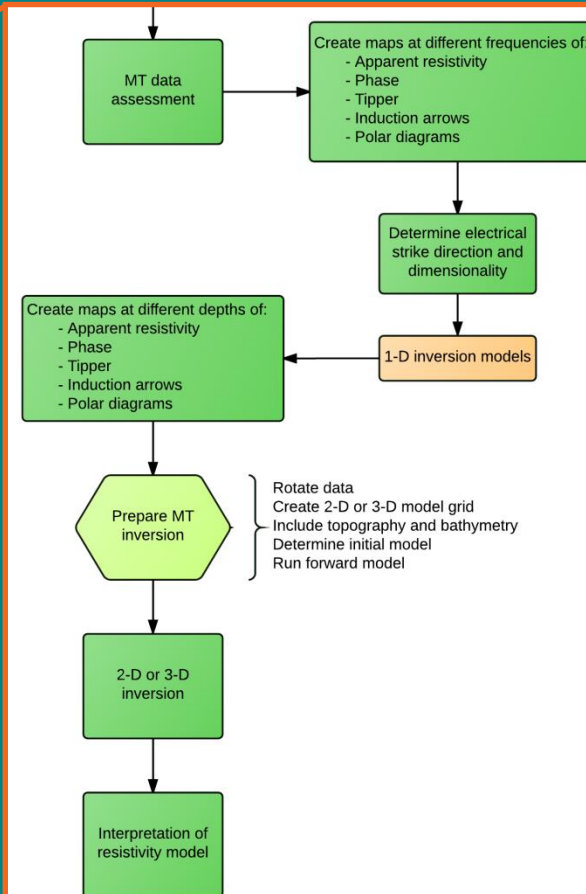 MT data
assessment
Create maps at different frequencies of:
- Apparent resistivity
- Phase
- Tipper
- Induction arrows
- Polar diagrams
Determine electrical
strike direction and
dimensionality
1-D inversion models
Create maps at different depths of:
- Apparent resistivity
- Phase
- Tipper
- Induction arrows
- Polar diagrams
Prepare MT
inversion
Rotate data
Create 2-D or 3-D model grid
Include topography and bathymetry
Determine initial model
Run forward model
2-D or 3-D
inversion
Interpretation of
resistivity model